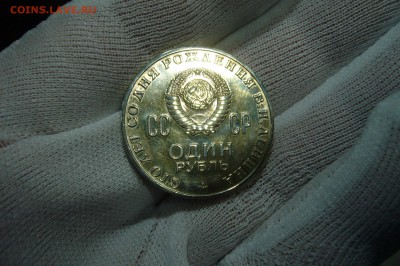 COINS.LAVE.RU
СТО ЛЕТ СО ДНЯ РОЖДЕНИЯ В.И.ЛЕНИНА
СС СР
ОДИН
РУБЛЬ